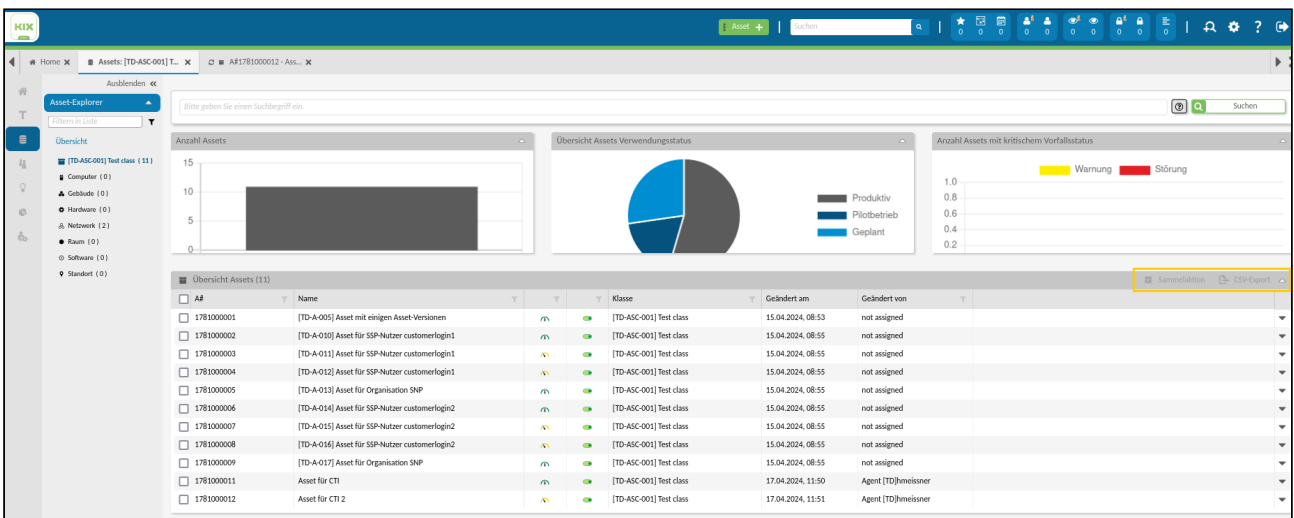 KIX
Asset +
Suchen
0 0 0 0 0 0 0 0 0 0
?
Home x
Assets: [TD-ASC-001] T... x
A#1781000012 - Ass... x
Ausblenden «
Asset-Explorer
Filtern in Liste
Übersicht
[TD-ASC-001] Test class (11)
Computer (0)
Gebäude (0)
Hardware (0)
Netzwerk (2)
Raum (0)
Software (0)
Standort (0)
Bitte geben Sie einen Suchbegriff ein.
Suchen
Anzahl Assets
15
10
5
0
Übersicht Assets Verwendungsstatus
Produktiv
Pilotbetrieb
Geplant
Anzahl Assets mit kritischem Vorfallsstatus
Warnung Störung
1.0
0.8
0.6
0.4
0.2
Übersicht Assets (11)
Sammelaktion CSV-Export
A# Name Klasse Geändert am Geändert von
1781000001 [TD-A-005] Asset mit einigen Asset-Versionen [TD-ASC-001] Test class 15.04.2024, 08:53 not assigned
1781000002 [TD-A-010] Asset für SSP-Nutzer customerlogin1 [TD-ASC-001] Test class 15.04.2024, 08:55 not assigned
1781000003 [TD-A-011] Asset für SSP-Nutzer customerlogin1 [TD-ASC-001] Test class 15.04.2024, 08:55 not assigned
1781000004 [TD-A-012] Asset für SSP-Nutzer customerlogin1 [TD-ASC-001] Test class 15.04.2024, 08:55 not assigned
1781000005 [TD-A-013] Asset für Organisation SNP [TD-ASC-001] Test class 15.04.2024, 08:55 not assigned
1781000006 [TD-A-014] Asset für SSP-Nutzer customerlogin2 [TD-ASC-001] Test class 15.04.2024, 08:55 not assigned
1781000007 [TD-A-015] Asset für SSP-Nutzer customerlogin2 [TD-ASC-001] Test class 15.04.2024, 08:55 not assigned
1781000008 [TD-A-016] Asset für SSP-Nutzer customerlogin2 [TD-ASC-001] Test class 15.04.2024, 08:55 not assigned
1781000009 [TD-A-017] Asset für Organisation SNP [TD-ASC-001] Test class 15.04.2024, 08:55 not assigned
1781000011 Asset für CTI [TD-ASC-001] Test class 17.04.2024, 11:50 Agent [TD]hmeissner
1781000012 Asset für CTI 2 [TD-ASC-001] Test class 17.04.2024, 11:51 Agent [TD]hmeissner